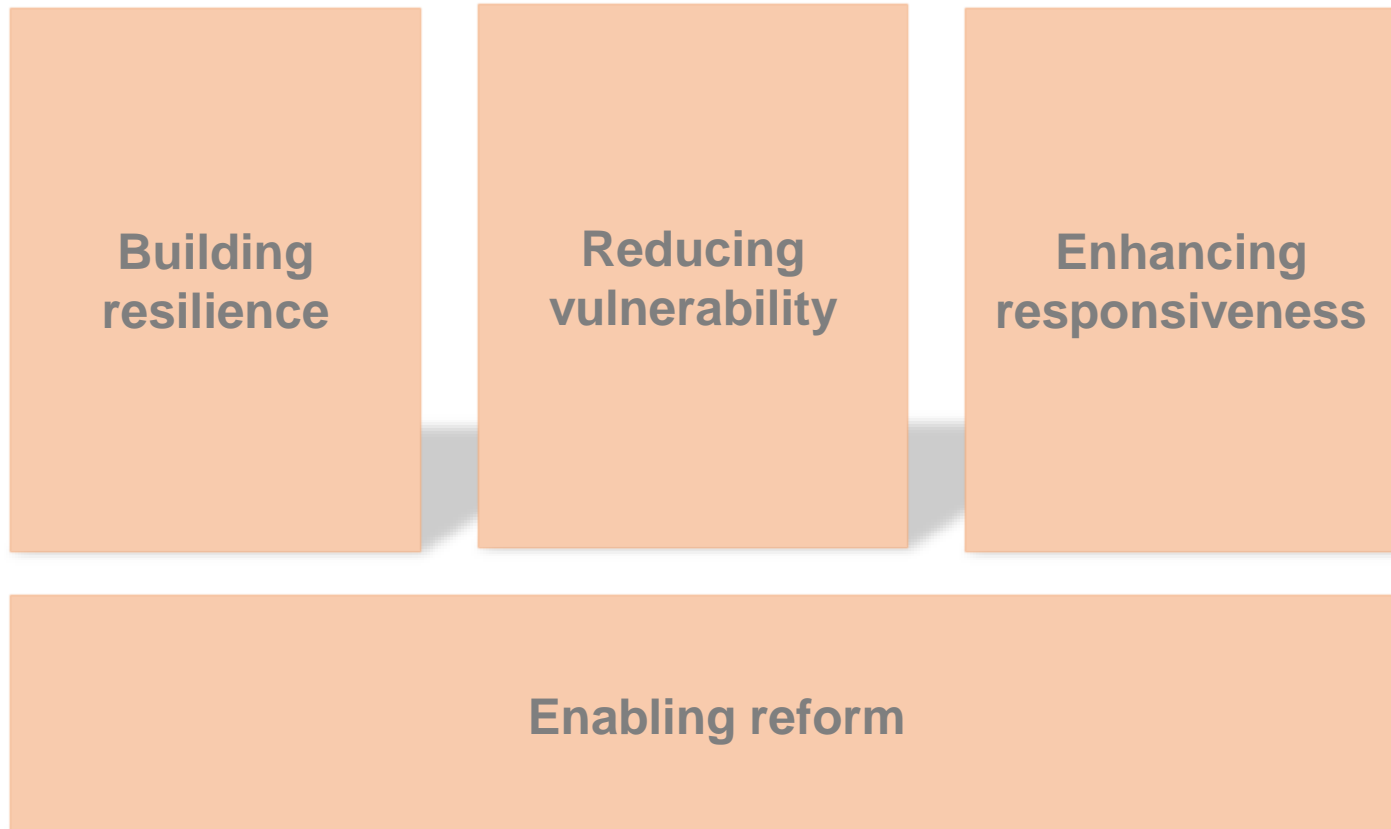 Building
resilience
Reducing
vulnerability
Enhancing
responsiveness
Enabling reform